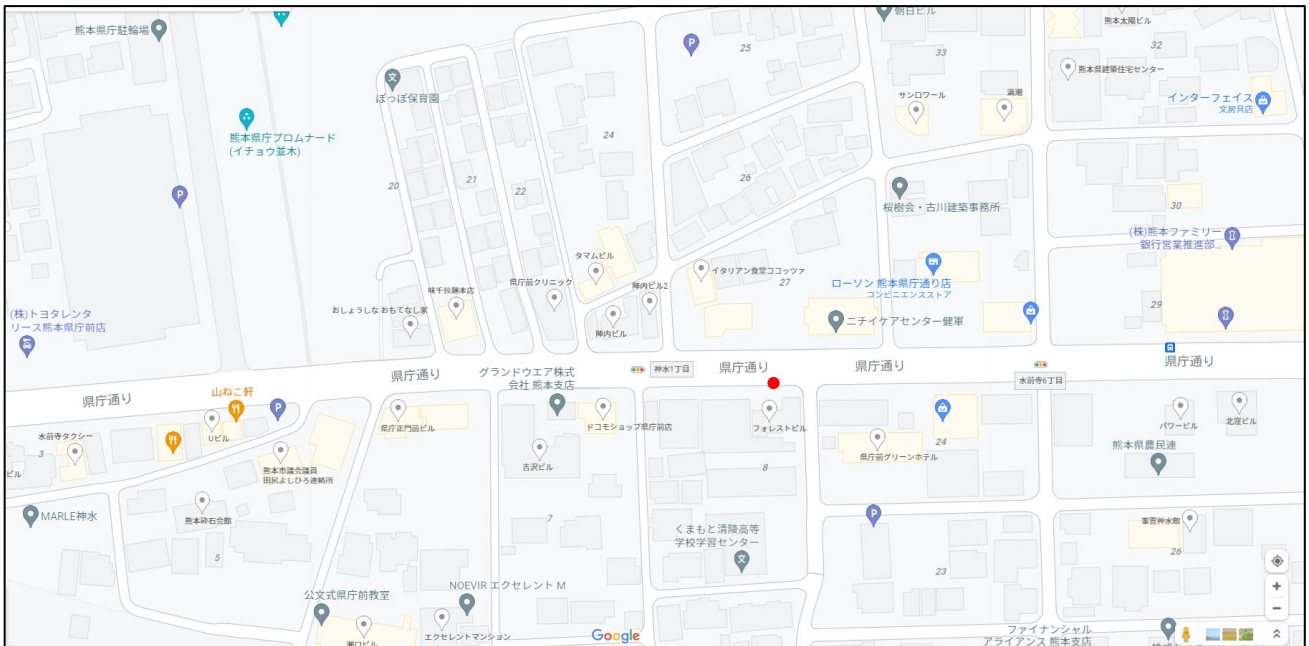 熊本県庁駐輪場
朝日ビル
熊本太陽ビル
25
33
32
熊本県建築住宅センター
ぽっぽ保育園
サンロワール
満潮
インターフェイス
文房具店
熊本県庁プロムナード
(イチョウ並木)
24
20
21
22
26
桜樹会・古川建築事務所
30
(株)熊本ファミリー
銀行営業推進部...
タマムビル
イタリアン食堂ココッツァ
27
県庁前クリニック
陣内ビル2
ローソン 熊本県庁通り店
コンビニエンスストア
味千拉麺本店
おしょうしな おもてなし家
29
(株)トヨタレンタ
リース熊本県庁前店
陣内ビル
ニチイケアセンター健軍
県庁通り
県庁通り
県庁通り
神水1丁目
県庁通り
グランドウエア株式
会社 熊本支店
水前寺6丁目
県庁通り
山ねこ軒
Uビル
県庁正門前ビル
ドコモショップ県庁前店
フォレストビル
パワービル
北窪ビル
水前寺タクシー
3
ビル
24
熊本県農民連
県庁前グリーンホテル
吉沢ビル
8
熊本市議会議員
田尻よしひろ連絡所
MARLE神水
熊本砕石会館
7
くまもと清陵高等
学校学習センター
峯雲神水館
26
5
23
NOEVIR エクセレント M
公文式県庁前教室
エクセレントマンション
瀬口ビル
Google
ファイナンシャル
アライアンス 熊本支店